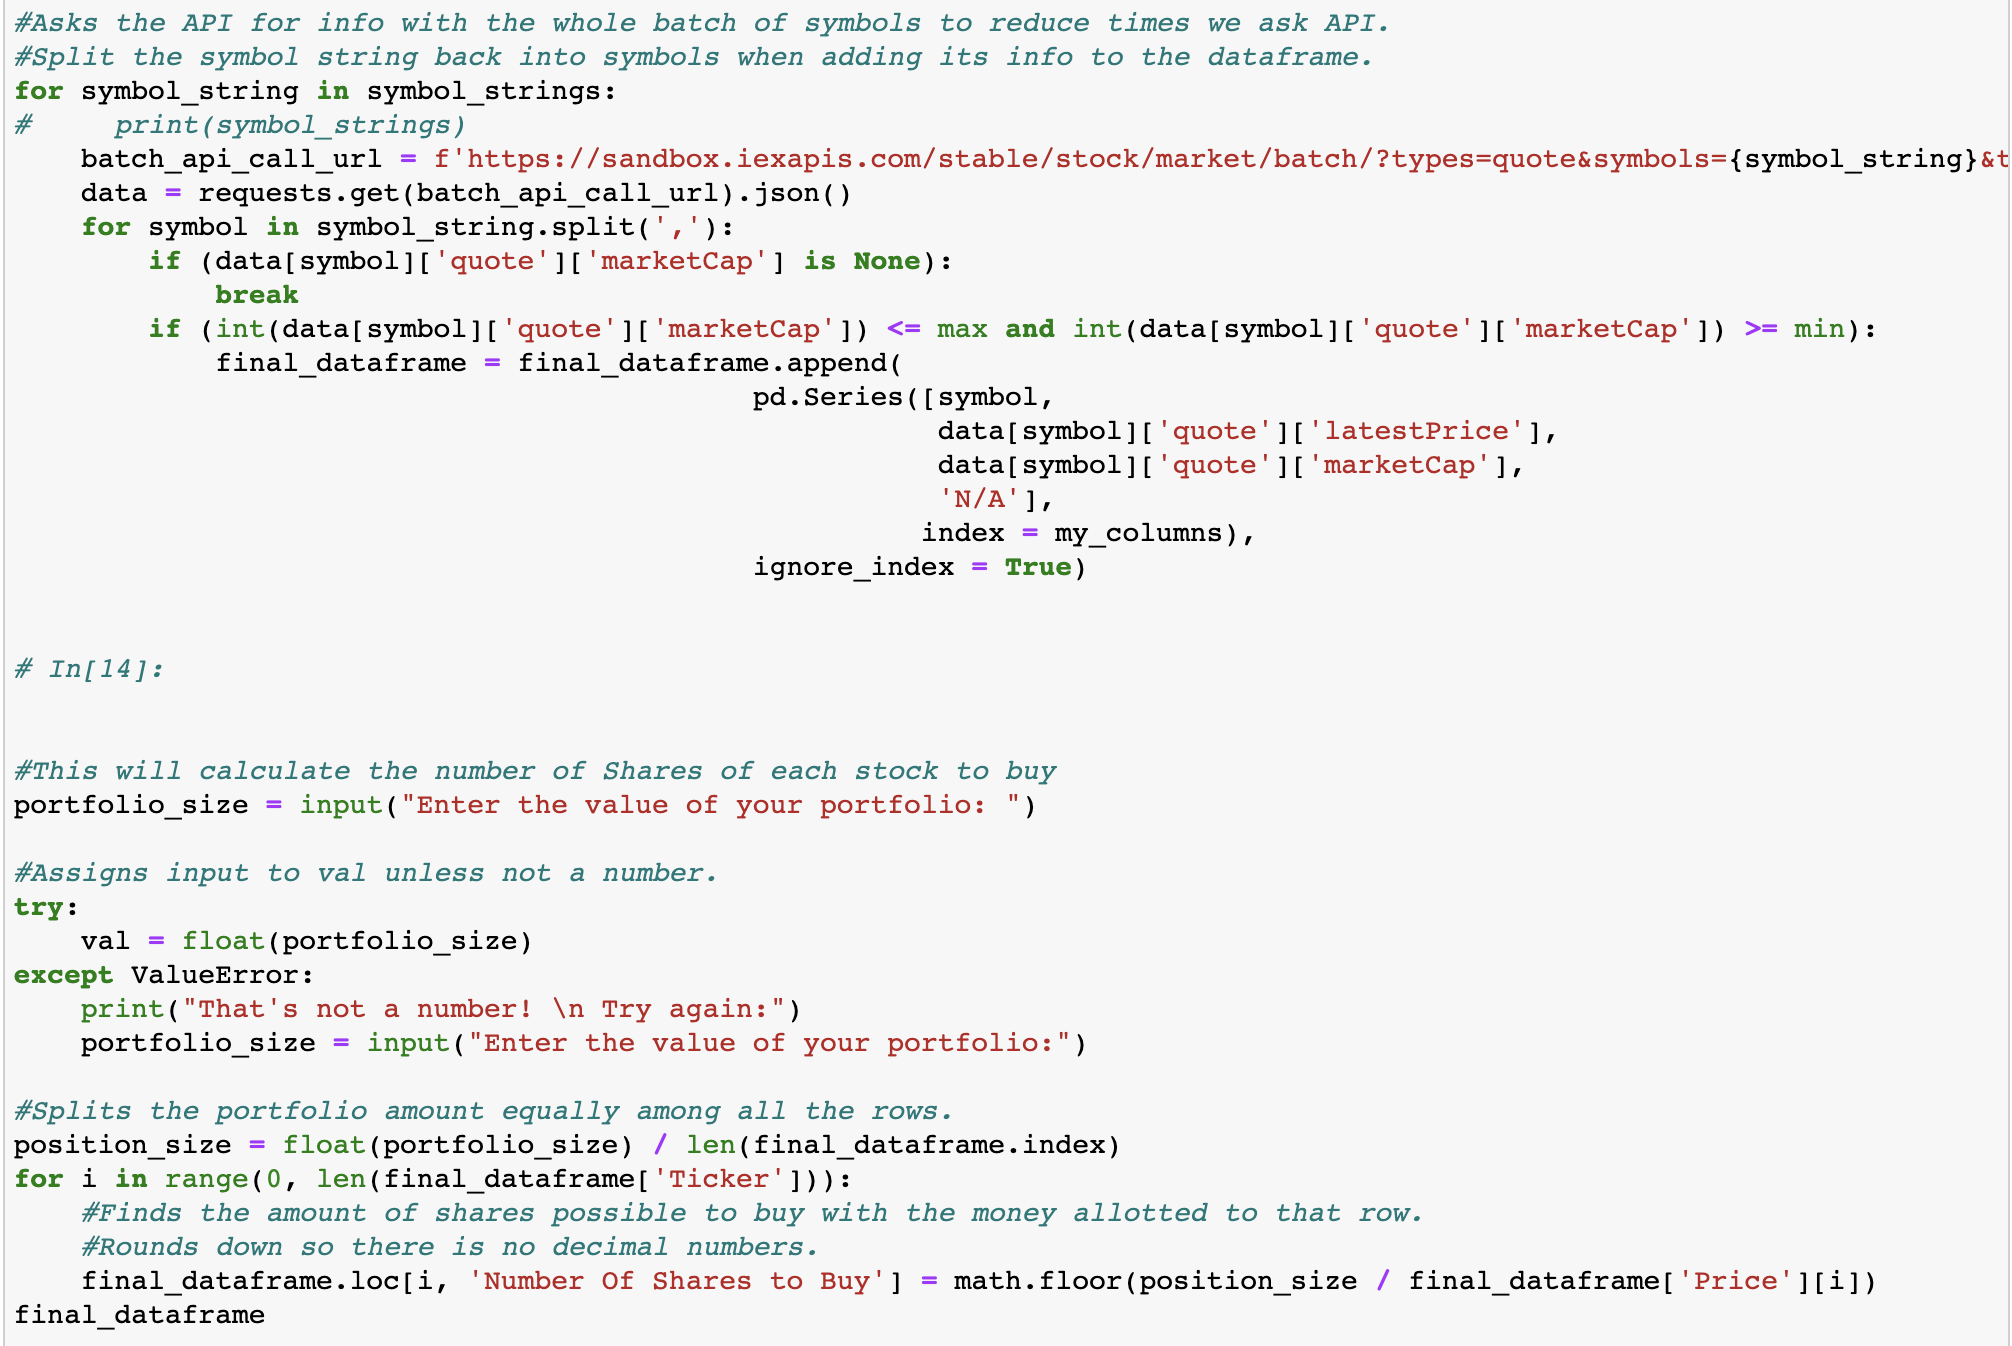 #Asks the API for info with the whole batch of symbols to reduce times we ask API.
#Split the symbol string back into symbols when adding its info to the dataframe.
for symbol_string in symbol_strings:
#     print(symbol_strings)
    batch_api_call_url = f'https://sandbox.iexapis.com/stable/stock/market/batch/?types=quote&symbols={symbol_string}&t
    data = requests.get(batch_api_call_url).json()
    for symbol in symbol_string.split(','):
        if (data[symbol]['quote']['marketCap'] is None):
            break
        if (int(data[symbol]['quote']['marketCap']) <= max and int(data[symbol]['quote']['marketCap']) >= min):
            final_dataframe = final_dataframe.append(
                                            pd.Series([symbol,
                                                       data[symbol]['quote']['latestPrice'],
                                                       data[symbol]['quote']['marketCap'],
                                                       'N/A'],
                                                      index = my_columns),
                                            ignore_index = True)
# In[14]:
#This will calculate the number of Shares of each stock to buy
portfolio_size = input("Enter the value of your portfolio: ")
#Assigns input to val unless not a number.
try:
    val = float(portfolio_size)
except ValueError:
    print("That's not a number! \n Try again:")
    portfolio_size = input("Enter the value of your portfolio:")
#Splits the portfolio amount equally among all the rows.
position_size = float(portfolio_size) / len(final_dataframe.index)
for i in range(0, len(final_dataframe['Ticker'])):
    #Finds the amount of shares possible to buy with the money allotted to that row.
    #Rounds down so there is no decimal numbers.
    final_dataframe.loc[i, 'Number Of Shares to Buy'] = math.floor(position_size / final_dataframe['Price'][i])
final_dataframe